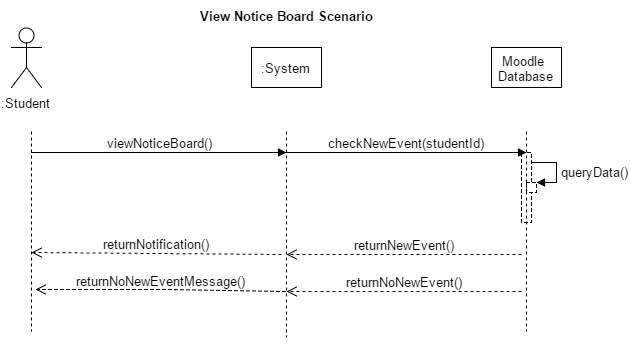 View Notice Board Scenario
:Student
:System
Moodle
Database
viewNoticeBoard()
checkNewEvent(studentId)
queryData()
returnNotification()
returnNewEvent()
returnNoNewEventMessage()
returnNoNewEvent()